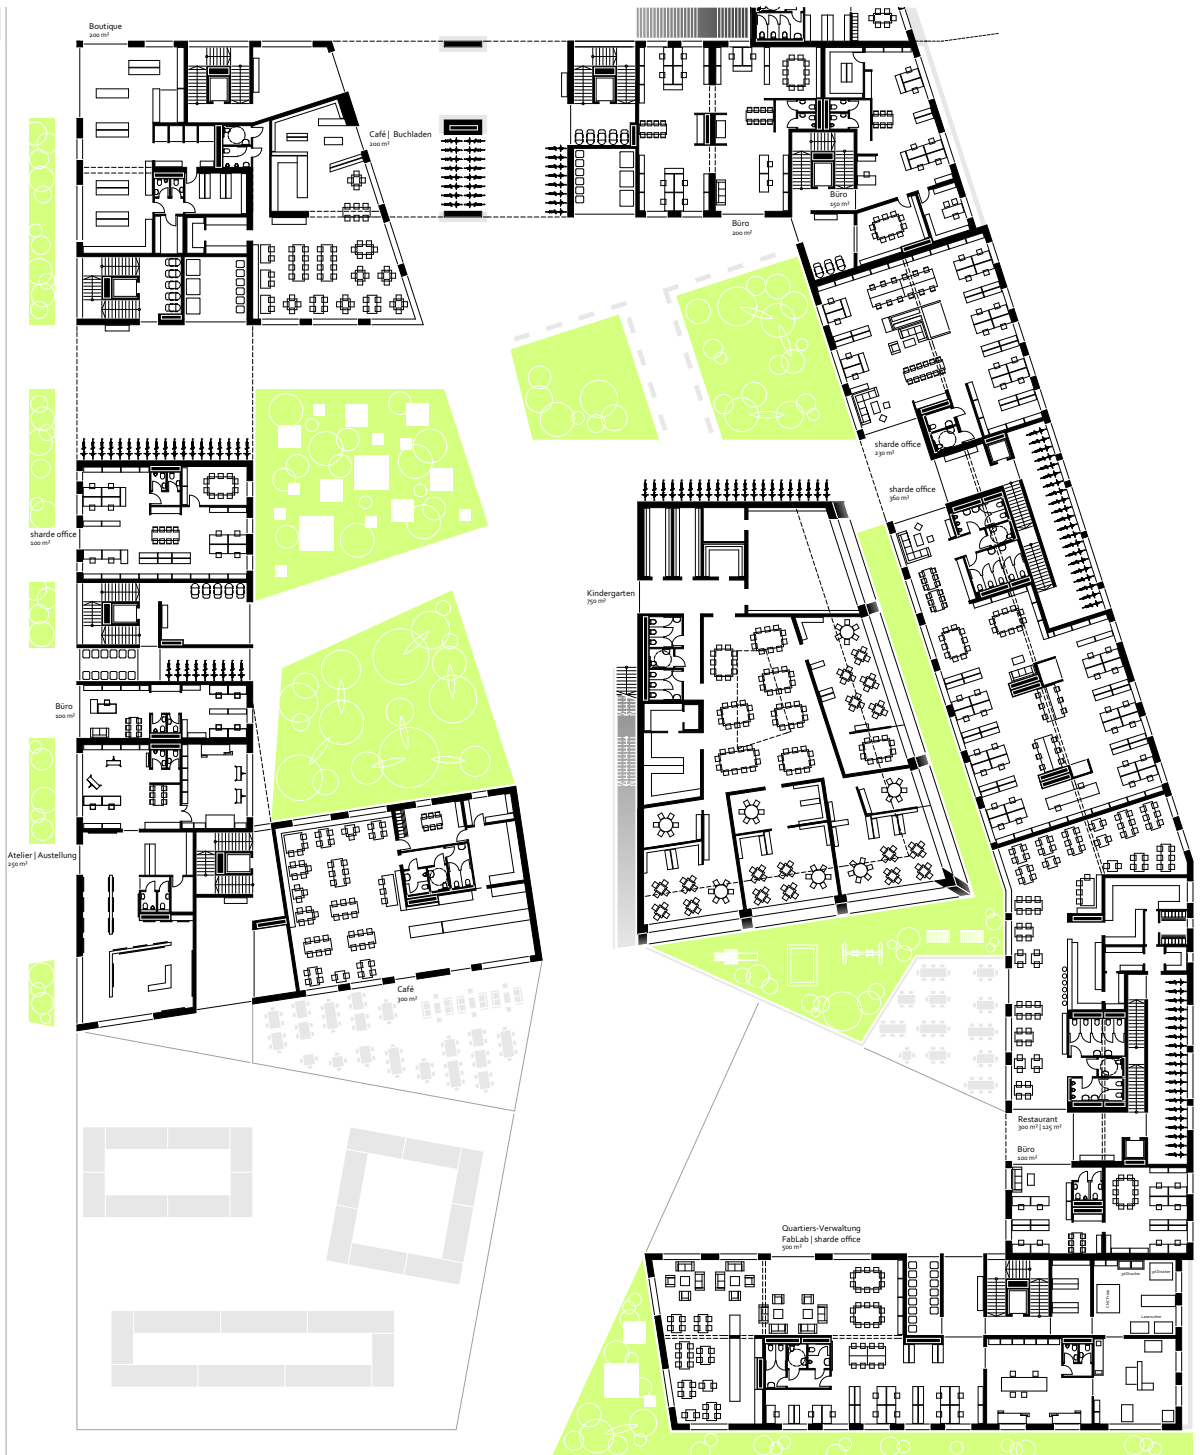 Boutique
200 m²
Café | Buchladen
200 m²
Büro
150 m²
Büro
200 m²
sharde office
230 m²
sharde office
360 m²
sharde office
100 m²
Kindergarten
750 m²
Büro
100 m²
Atelier | Austellung
250 m²
Café
300 m²
Restaurant
300 m² | 125 m²
Büro
100 m²
Quartiers-Verwaltung
FabLab | sharde office
500 m²